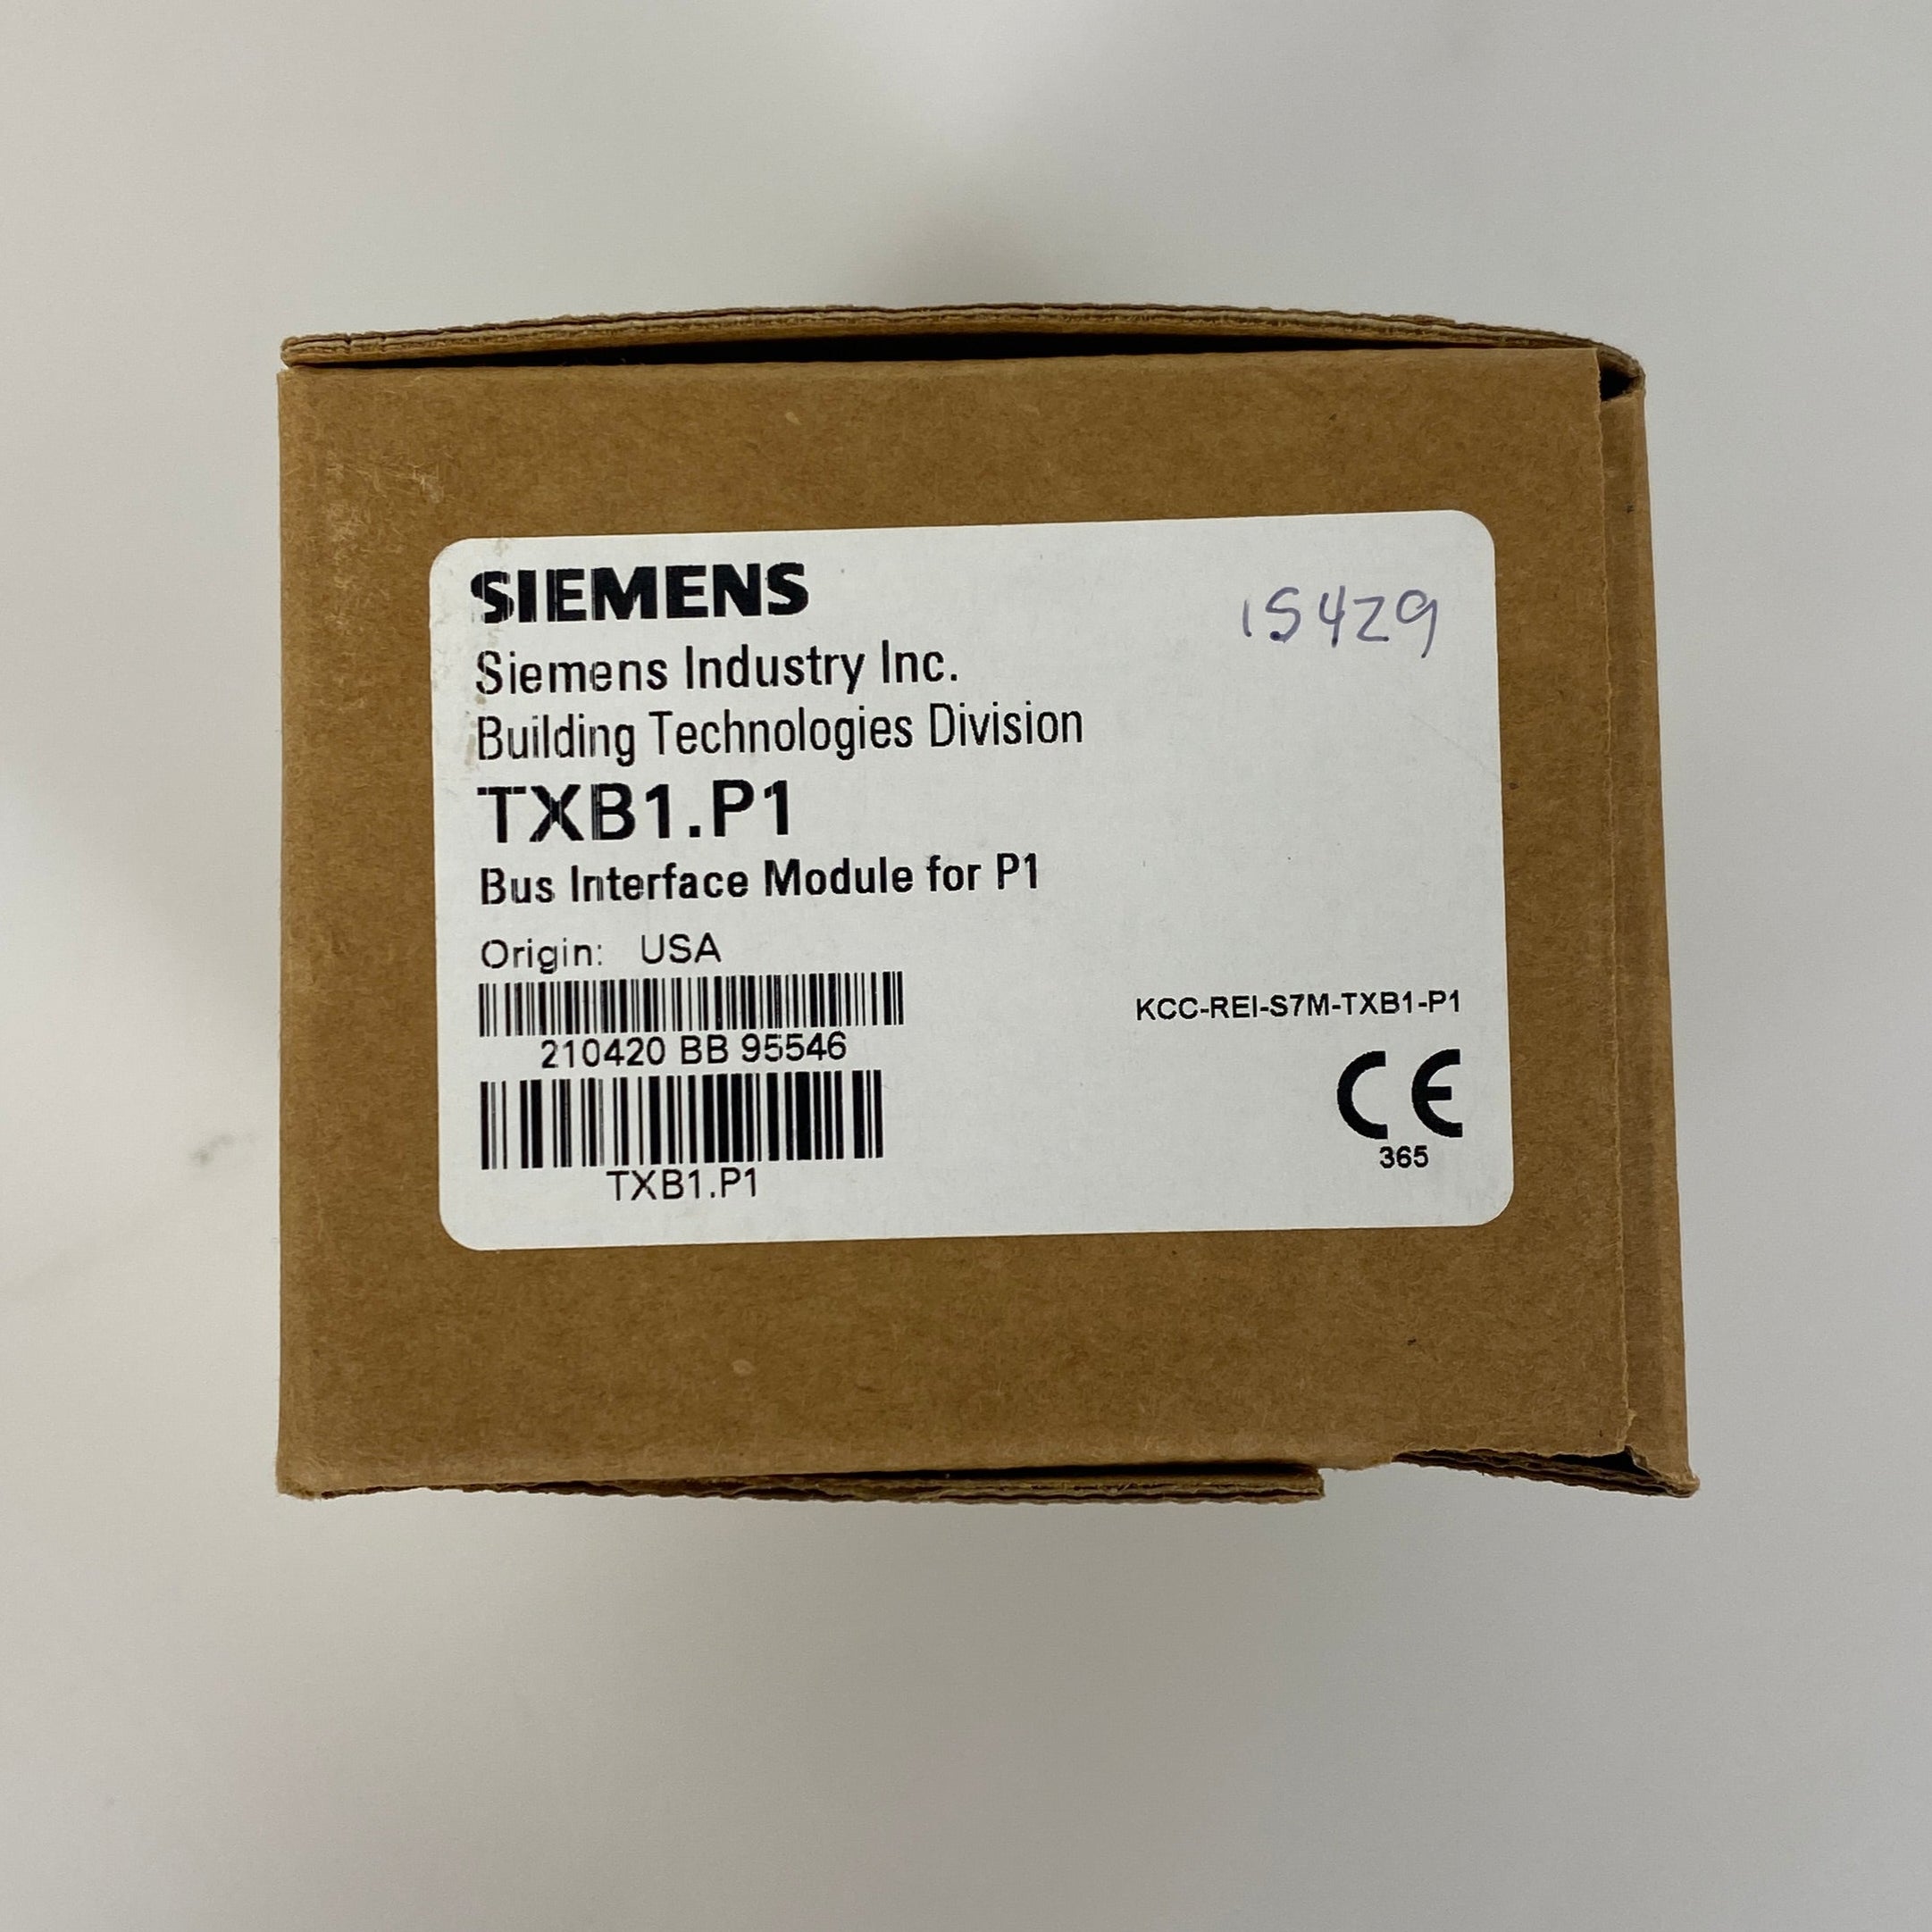 SIEMENS
15429
Siemens Industry Inc.
Building Technologies Division
TXB1.P1
Bus Interface Module for P1
Origin: USA
210420 BB 95546
KCC-REI-S7M-TXB1-P1
CE
365
TXB1.P1